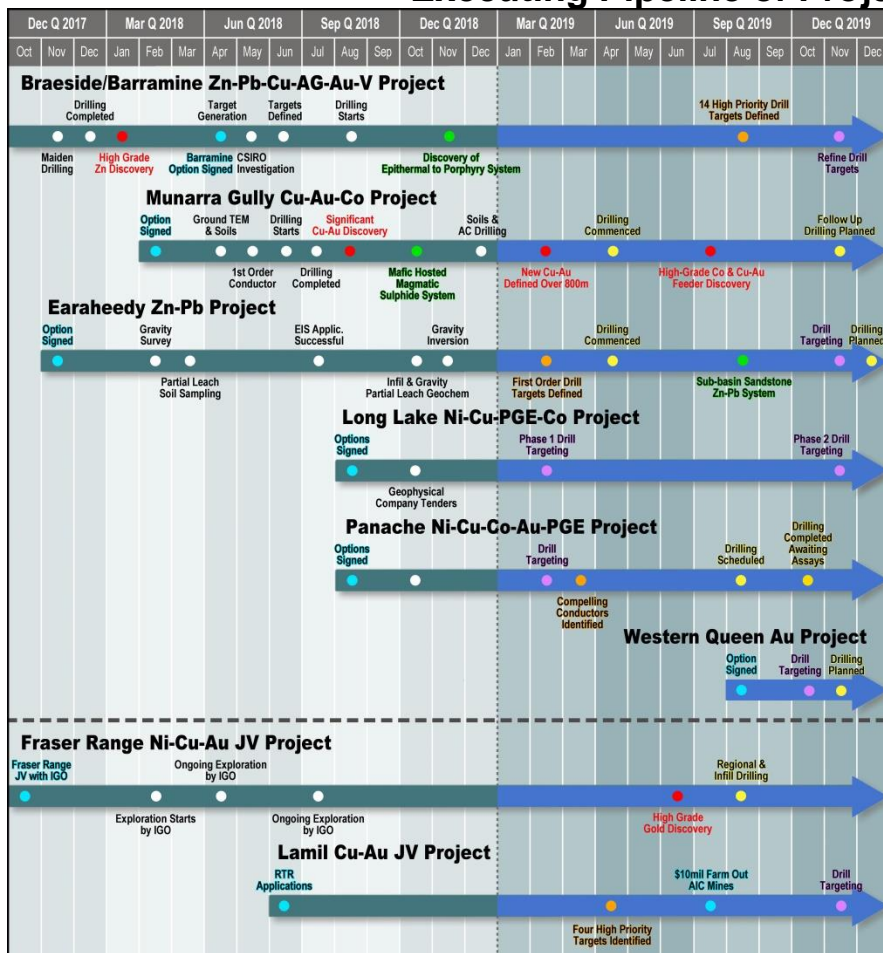 Executing Pipeline of Proje
Dec Q 2017 Mar Q 2018 Jun Q 2018 Sep Q 2018 Dec Q 2018 Mar Q 2019 Jun Q 2019 Sep Q 2019 Dec Q 2019
Oct Nov Dec Jan Feb Mar Apr May Jun Jul Aug Sep Oct Nov Dec Jan Feb Mar Apr May Jun Jul Aug Sep Oct Nov Dec
Braeside/Barramine Zn-Pb-Cu-AG-Au-V Project
Drilling
Completed
Target
Generation
Targets
Defined
Drilling
Starts
14 High Priority Drill
Targets Defined
Maiden
Drilling
High Grade
Zn Discovery
Barramine
Option Signed
CSIRO
Investigation
Discovery of
Epithermal to Porphyry System
Refine Drill
Targets
Munarra Gully Cu-Au-Co Project
Option
Signed
Ground TEM
& Soils
Drilling
Starts
Significant
Cu-Au Discovery
Soils &
AC Drilling
Drilling
Commenced
Follow Up
Drilling Planned
1st Order
Conductor
Drilling
Completed
Mafic Hosted
Magmatic
Sulphide System
New Cu-Au
Defined Over 800m
High-Grade Co & Cu-Au
Feeder Discovery
Earaheedy Zn-Pb Project
Option
Signed
Gravity
Survey
EIS Applic.
Successful
Gravity
Inversion
Drilling
Commenced
Drill
Targeting
Drilling
Planned
Partial Leach
Soil Sampling
Infil & Gravity
Partial Leach Geochem
First Order Drill
Targets Defined
Sub-basin Sandstone
Zn-Pb System
Long Lake Ni-Cu-PGE-Co Project
Options
Signed
Phase 1 Drill
Targeting
Phase 2 Drill
Targeting
Geophysical
Company Tenders
Panache Ni-Cu-Co-Au-PGE Project
Options
Signed
Drill
Targeting
Drilling
Scheduled
Drilling
Completed
Awaiting
Assays
Compelling
Conductors
Identified
Western Queen Au Project
Option
Signed
Drill
Targeting
Drilling
Planned
Fraser Range Ni-Cu-Au JV Project
Fraser Range
JV with IGO
Ongoing Exploration
by IGO
Regional &
Infill Drilling
Exploration Starts
by IGO
Ongoing Exploration
by IGO
High Grade
Gold Discovery
Lamil Cu-Au JV Project
RTR
Applications
$10mil Farm Out
AIC Mines
Drill
Targeting
Four High Priority
Targets Identified